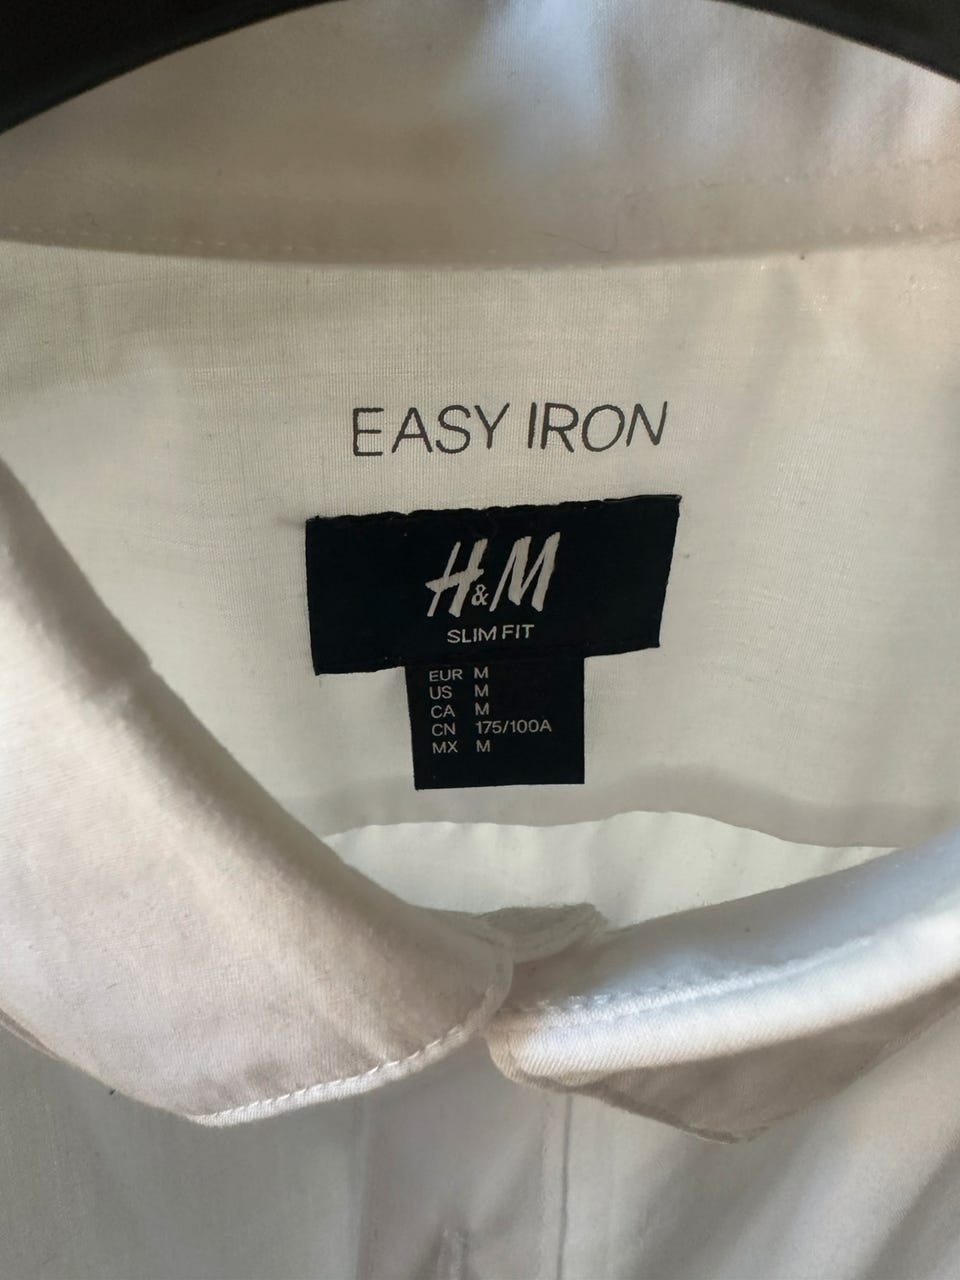 EASY IRON
H&M
SLIM FIT
EUR M
US M
CA M
CN 175/100A
MX M